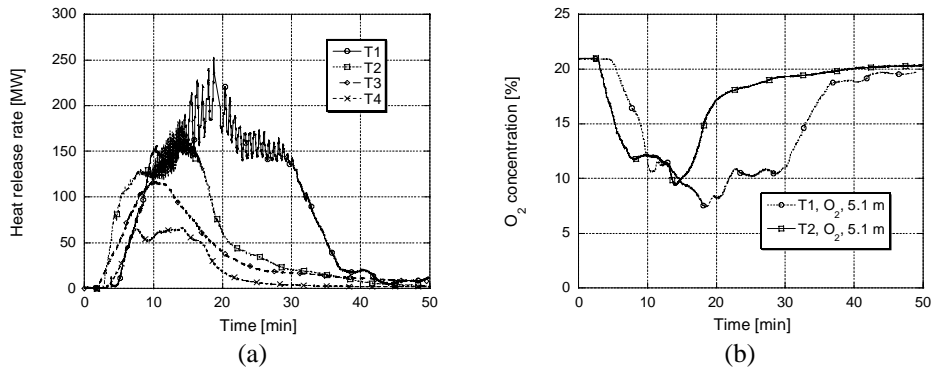 300
250
200
150
100
50
0
Heat release rate [MW]
T1
T2
T3
T4
0 10 20 30 40 50
Time [min]
(a)
25
20
15
10
5
0
O₂ concentration [%]
T1, O₂, 5.1 m
T2, O₂, 5.1 m
0 10 20 30 40 50
Time [min]
(b)